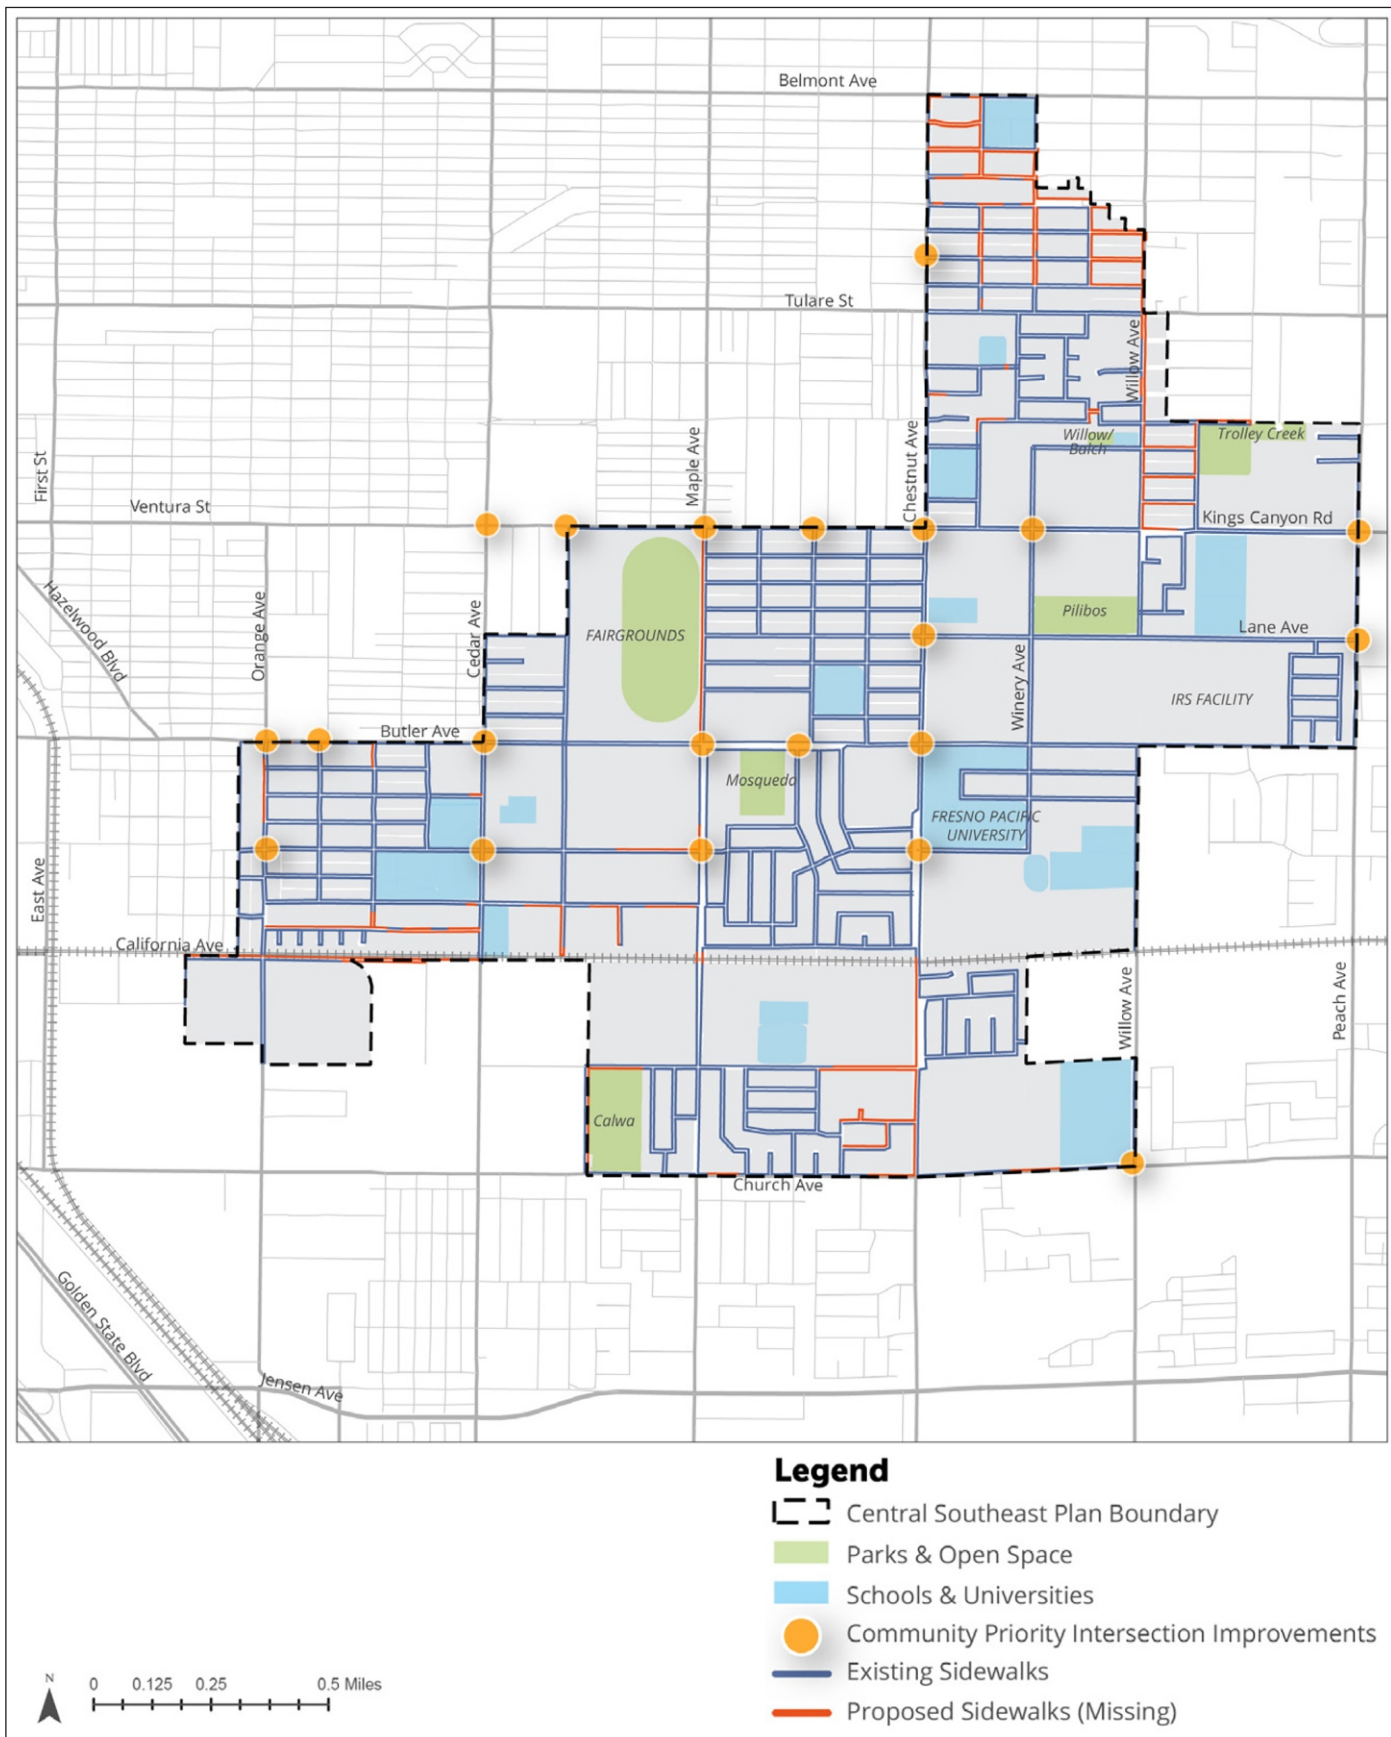 Belmont Ave
Tulare St
Willow Ave
Willow/
Balch
Trolley Creek
Chestnut Ave
Maple Ave
First St
Ventura St
Kings Canyon Rd
Hazelwood Blvd
Orange Ave
Cedar Ave
FAIRGROUNDS
Pilibos
Lane Ave
Winery Ave
IRS FACILITY
Butler Ave
Mosqueda
FRESNO PACIFIC
UNIVERSITY
East Ave
California Ave
Willow Ave
Peach Ave
Calwa
Church Ave
Golden State Blvd
Jensen Ave
Legend
Central Southeast Plan Boundary
Parks & Open Space
Schools & Universities
Community Priority Intersection Improvements
Existing Sidewalks
Proposed Sidewalks (Missing)
N
0 0.125 0.25 0.5 Miles